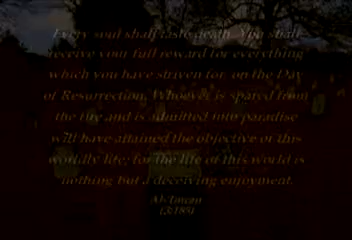 Every soul shall taste death. You shall
receive your full reward for everything
which you have striven for, on the Day
of Resurrection. Whoever is spared from
the fire and is admitted into paradise
will have attained the objective of this
worldly life; for the life of this world is
nothing but a deceiving enjoyment.
Al-'Imran
(3:185)